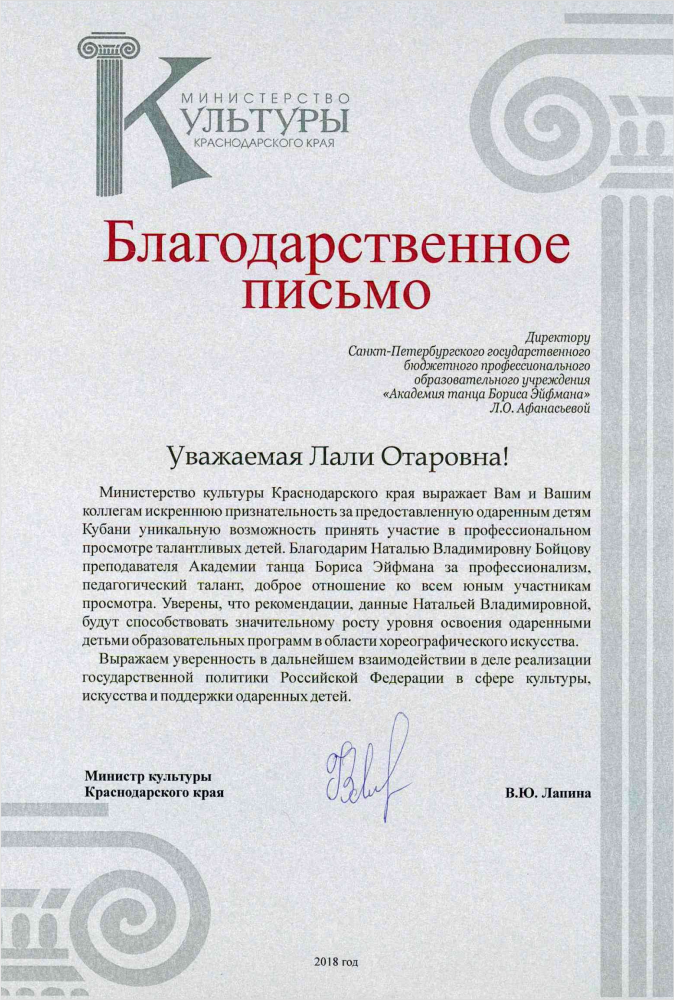 МИНИСТЕРСТВО
КУЛЬТУРЫ
КРАСНОДАРСКОГО КРАЯ
Благодарственное
письмо
Директору
Санкт-Петербургского государственного
бюджетного профессионального
образовательного учреждения
«Академия танца Бориса Эйфмана»
Л.О. Афанасьевой
Уважаемая Лали Отаровна!
Министерство культуры Краснодарского края выражает Вам и Вашим
коллегам искреннюю признательность за предоставленную одаренным детям
Кубани уникальную возможность принять участие в профессиональном
просмотре талантливых детей. Благодарим Наталью Владимировну Бойцову
преподавателя Академии танца Бориса Эйфмана за профессионализм,
педагогический талант, доброе отношение ко всем юным участникам
просмотра. Уверены, что рекомендации, данные Натальей Владимировной,
будут способствовать значительному росту уровня освоения одаренными
детьми образовательных программ в области хореографического искусства.
Выражаем уверенность в дальнейшем взаимодействии в деле реализации
государственной политики Российской Федерации в сфере культуры,
искусства и поддержки одаренных детей.
Министр культуры
Краснодарского края
В.Ю. Лапина
2018 год